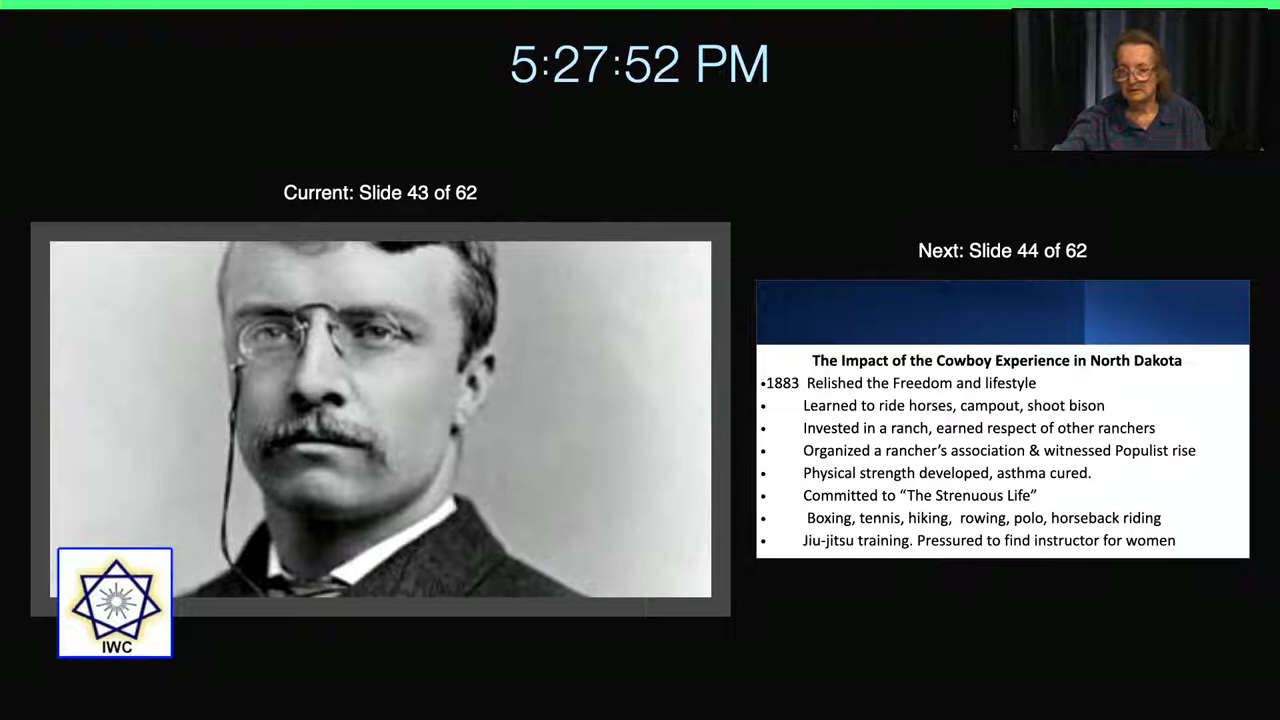 5:27:52 PM
Current: Slide 43 of 62
Next: Slide 44 of 62
The Impact of the Cowboy Experience in North Dakota
•1883 Relished the Freedom and lifestyle
• Learned to ride horses, campout, shoot bison
• Invested in a ranch, earned respect of other ranchers
• Organized a rancher's association & witnessed Populist rise
• Physical strength developed, asthma cured.
• Committed to “The Strenuous Life”
• Boxing, tennis, hiking, rowing, polo, horseback riding
• Jiu-jitsu training. Pressured to find instructor for women
IWC